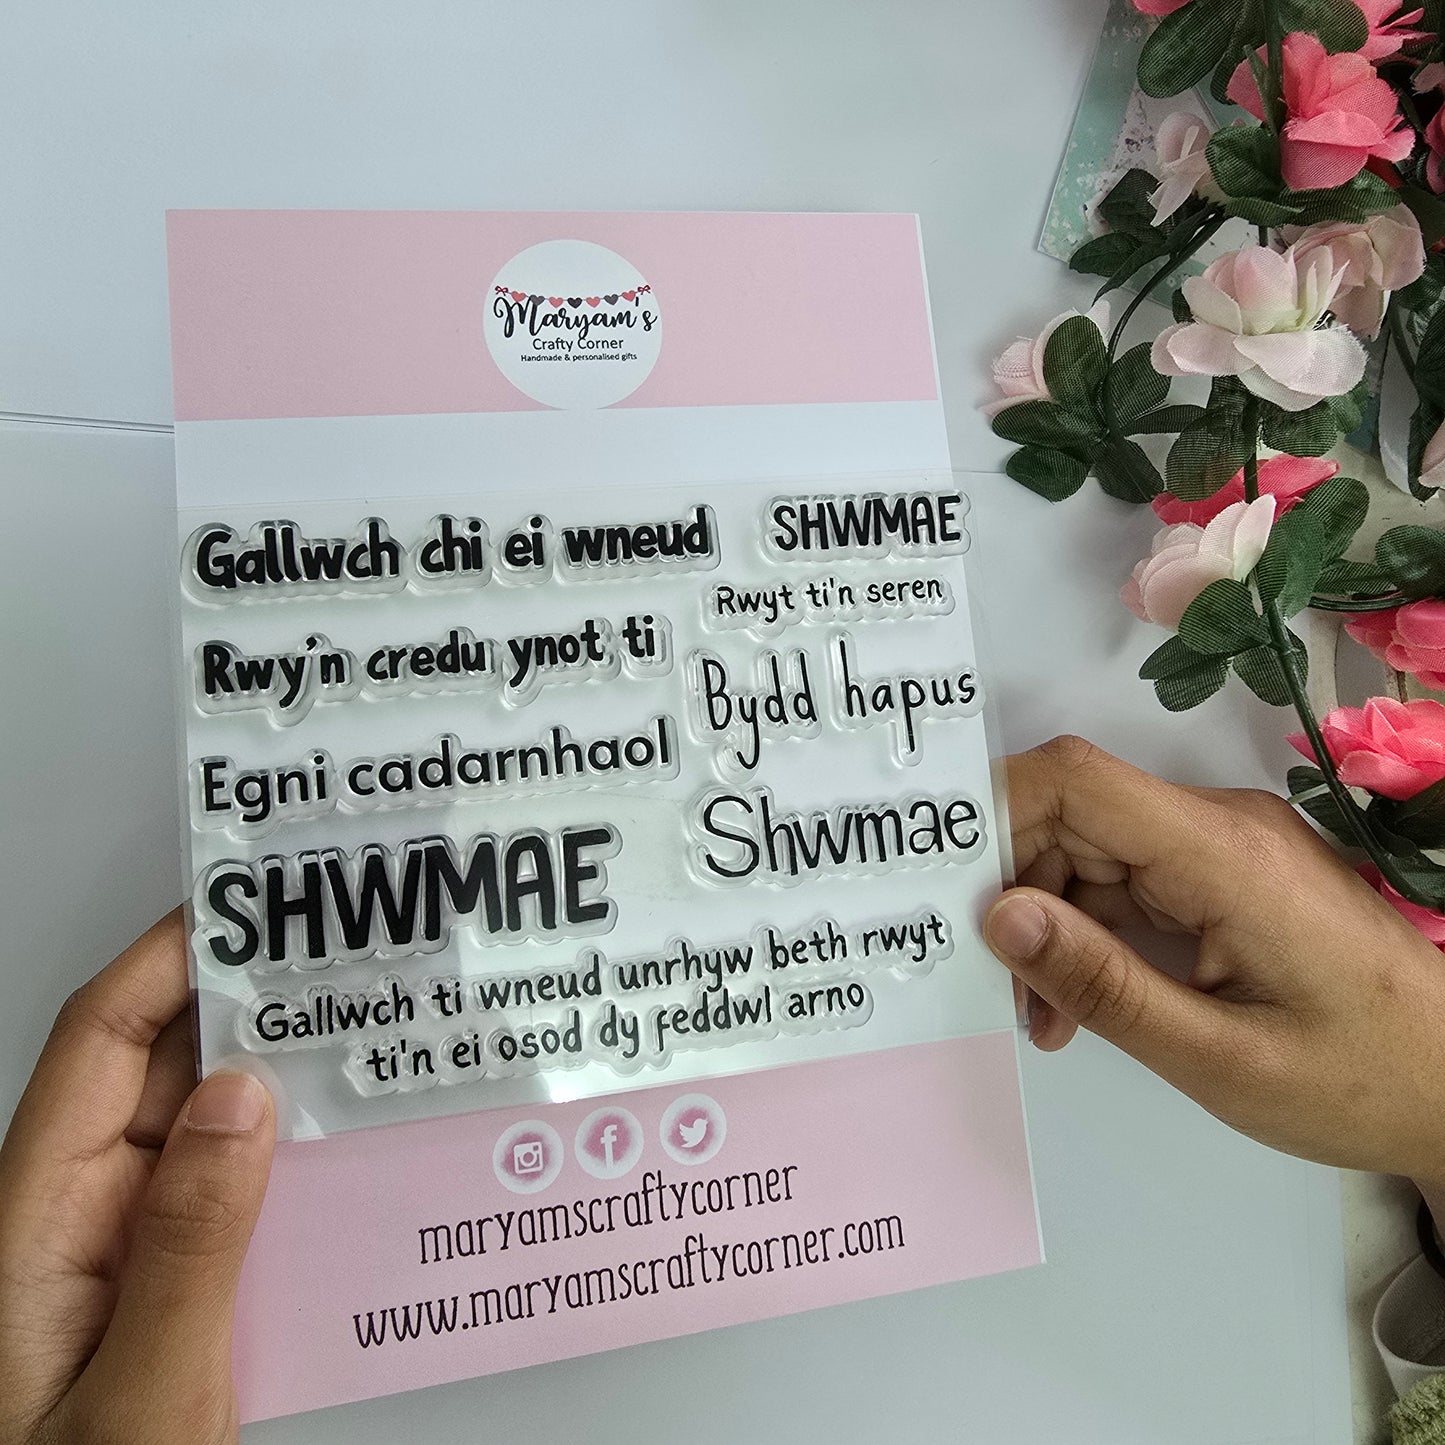 Maryam's
Crafty Corner
Handmade & personalised gifts
Gallwch chi ei wneud
SHWMAE
Rwyt ti'n seren
Rwy'n credu ynot ti
Bydd hapus
Egni cadarnhaol
Shwmae
SHWMAE
Gallwch ti wneud unrhyw beth rwyt
ti'n ei osod dy feddwl arno
maryamscraftycorner
www.maryamscraftycorner.com